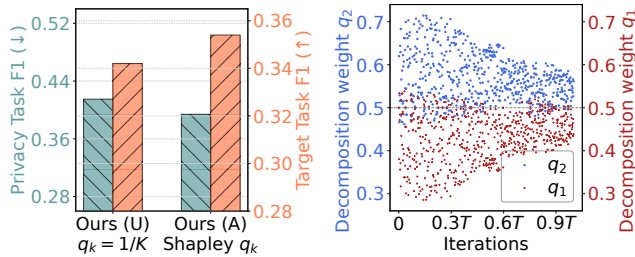 Privacy Task F1 (↓)
0.52
0.44
0.36
0.28
0.36
0.34
0.32
0.30
0.28
Target Task F1 (↑)
Ours (U) Ours (A)
q_k = 1/K Shapley q_k
Decomposition weight q_2
0.7
0.6
0.5
0.4
0.3
q_2
q_1
0.7
0.6
0.5
0.4
0.3
Decomposition weight q_1
0 0.3T 0.6T 0.9T
Iterations